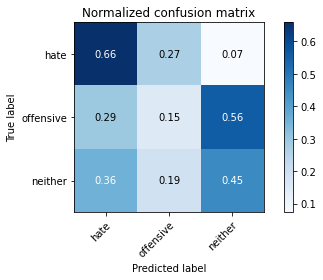 Normalized confusion matrix
hate 0.66 0.27 0.07
offensive 0.29 0.15 0.56
neither 0.36 0.19 0.45
hate offensive neither
True label
Predicted label
0.6
0.5
0.4
0.3
0.2
0.1